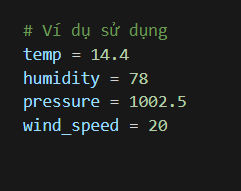 # Ví dụ sử dụng
temp = 14.4
humidity = 78
pressure = 1002.5
wind_speed = 20